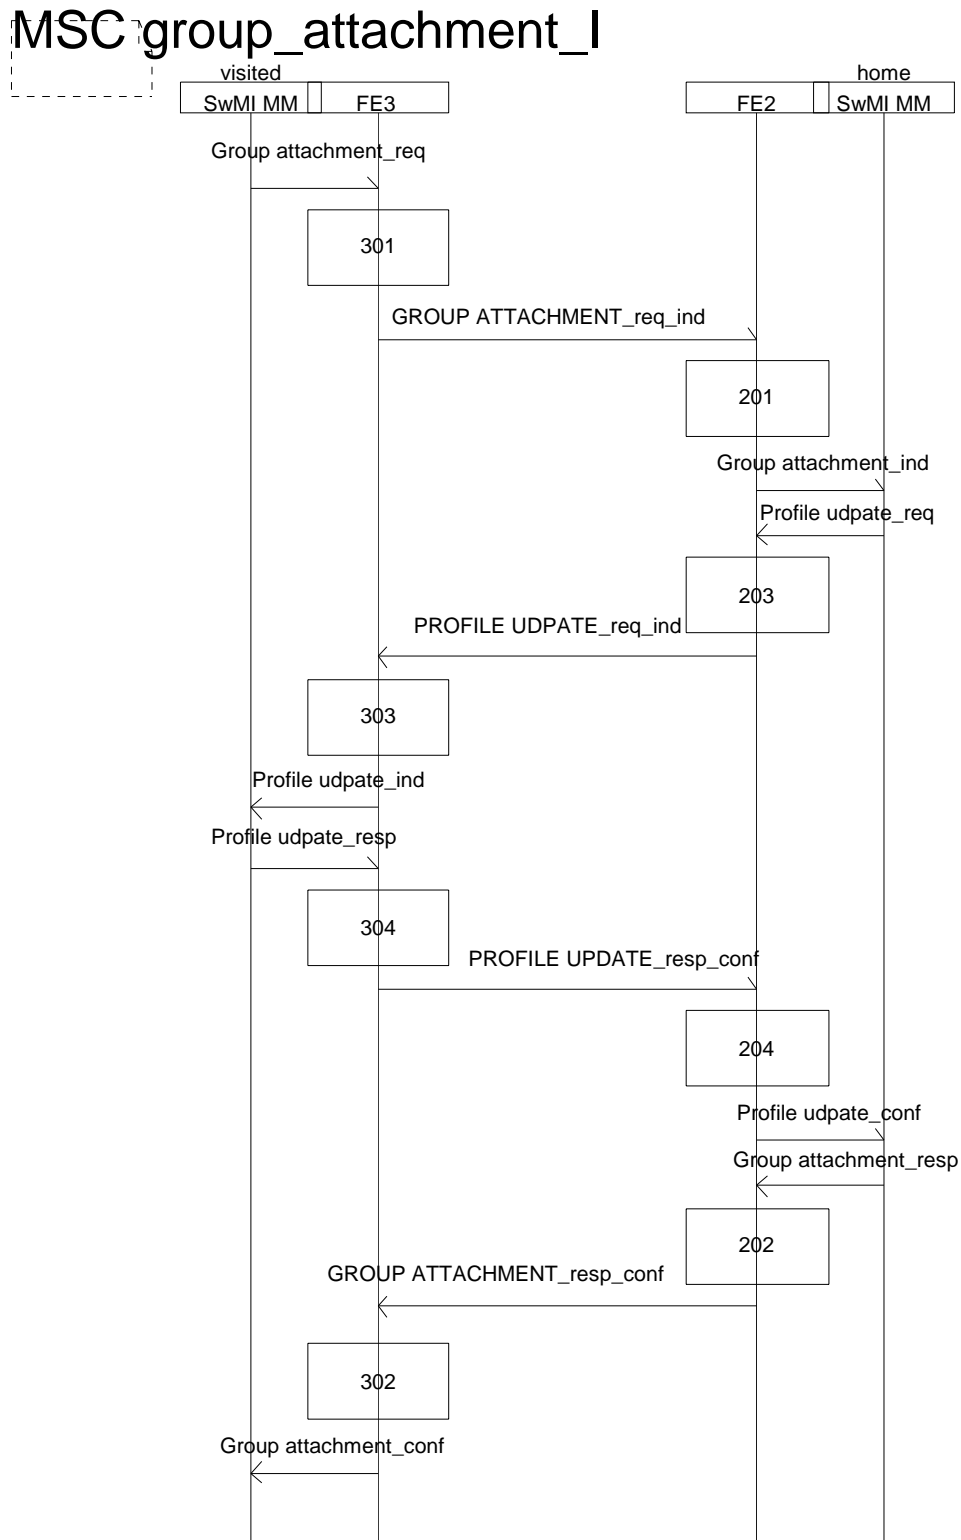 MSC group_attachment_I
visited
home
SwMI MM
FE3
FE2
SwMI MM
Group attachment_req
301
GROUP ATTACHMENT_req_ind
201
Group attachment_ind
Profile udpate_req
203
PROFILE UDPATE_req_ind
303
Profile udpate_ind
Profile udpate_resp
304
PROFILE UPDATE_resp_conf
204
Profile udpate_conf
Group attachment_resp
202
GROUP ATTACHMENT_resp_conf
302
Group attachment_conf